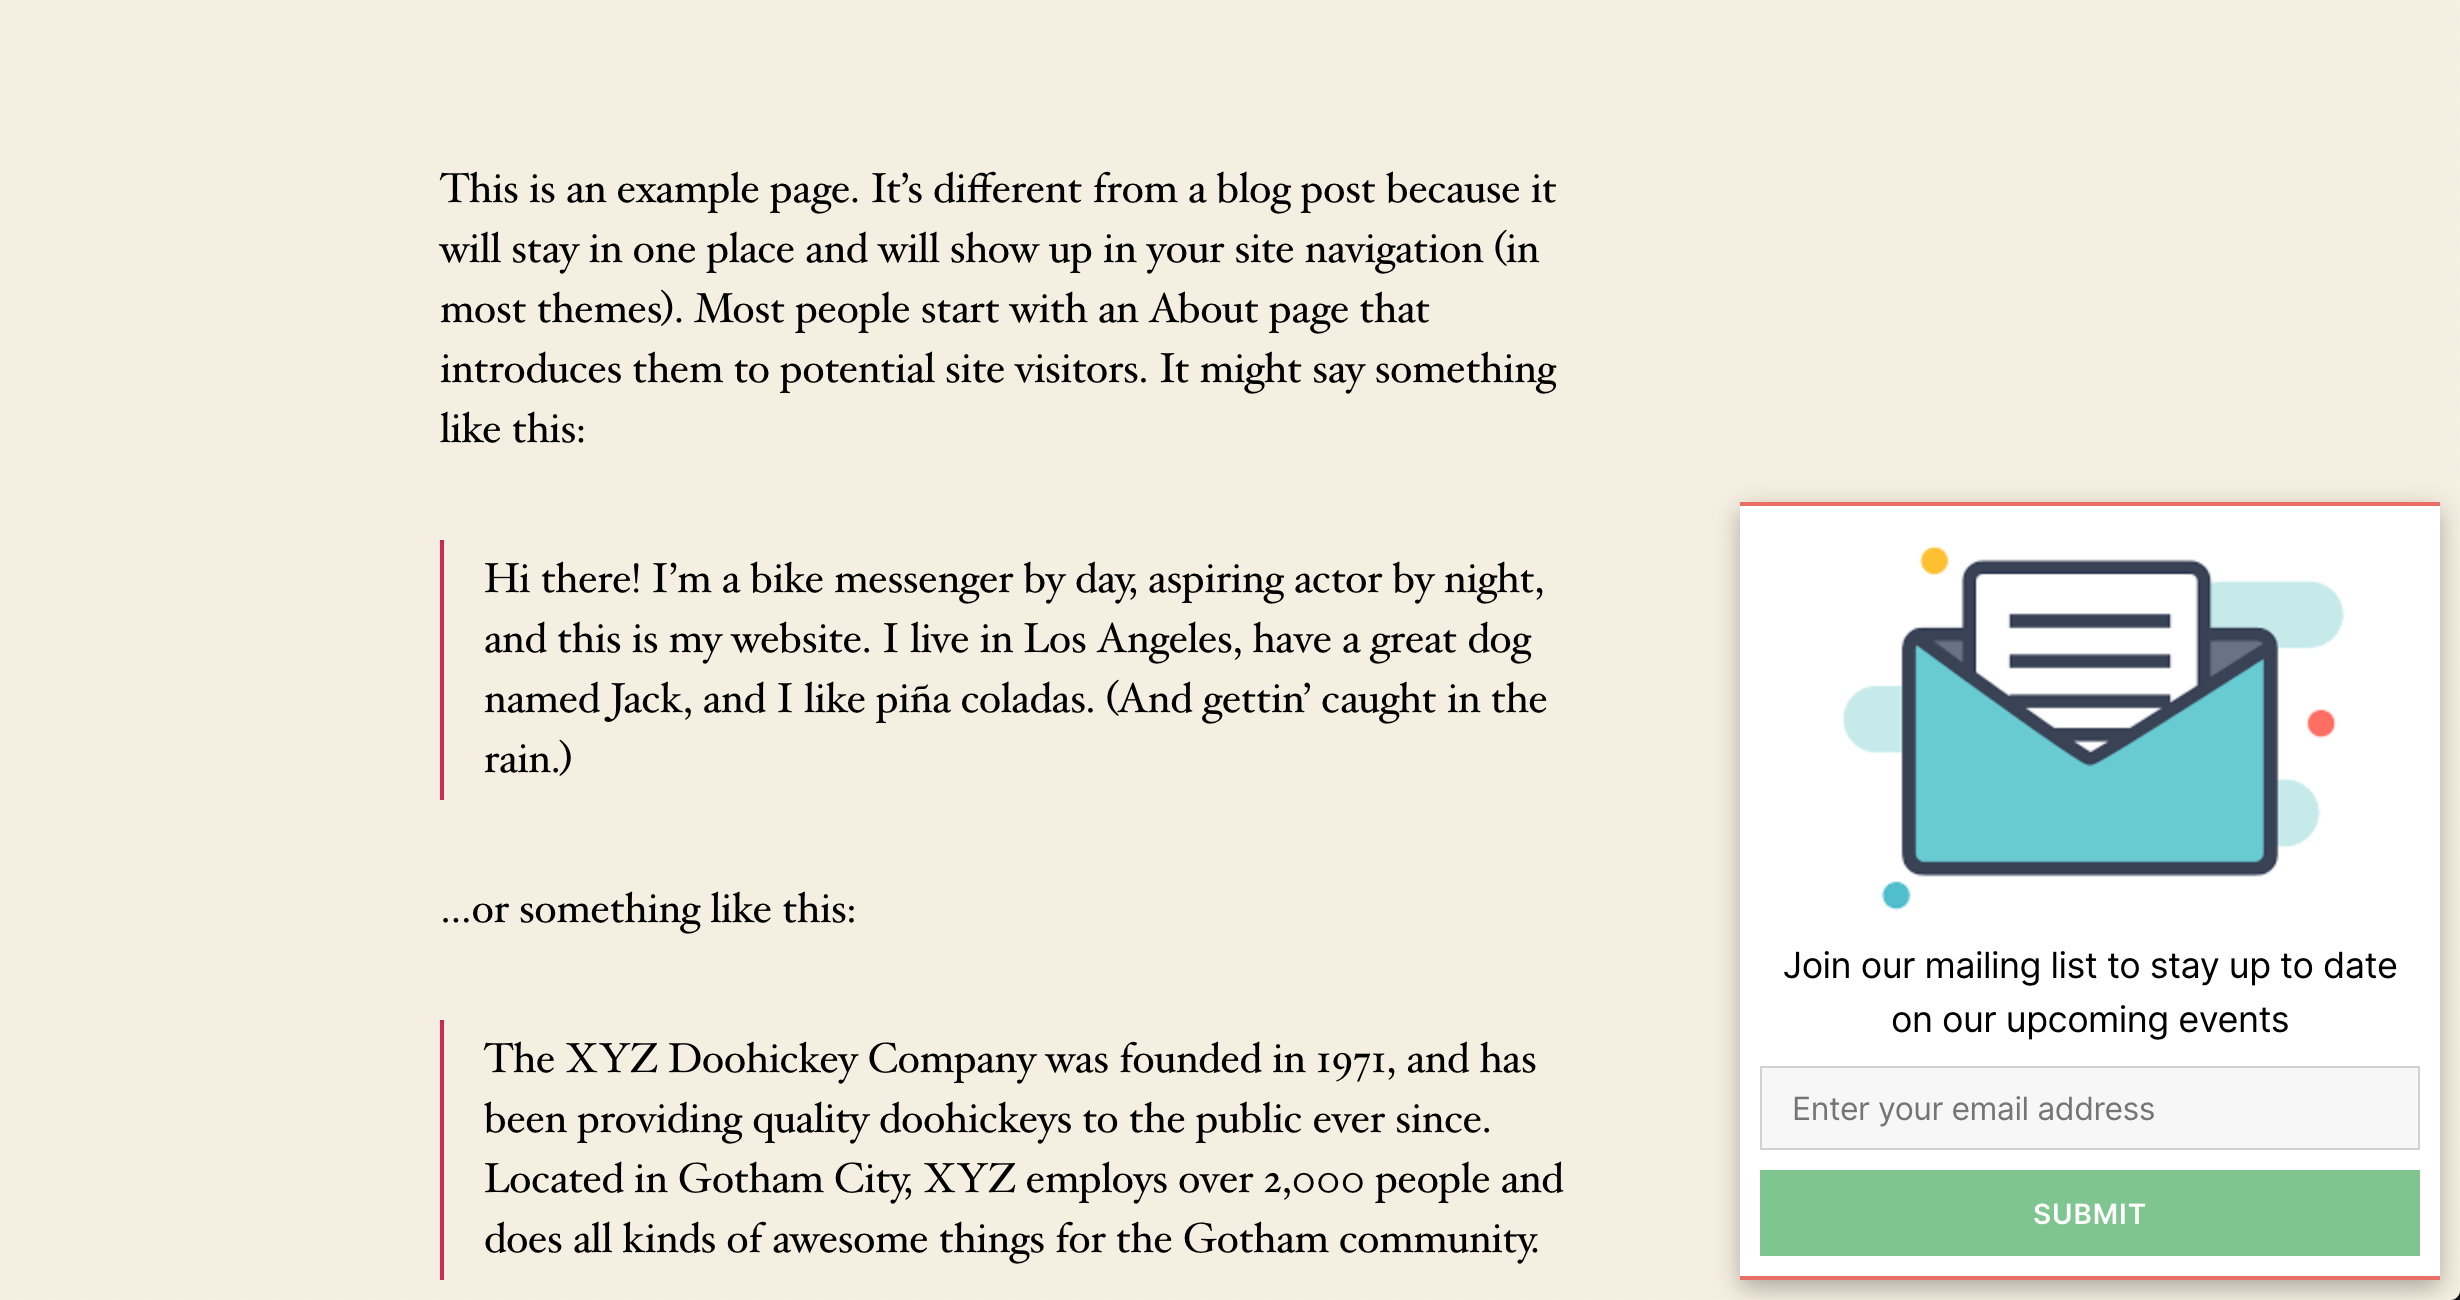 This is an example page. It’s different from a blog post because it
will stay in one place and will show up in your site navigation (in
most themes). Most people start with an About page that
introduces them to potential site visitors. It might say something
like this:
Hi there! I’m a bike messenger by day, aspiring actor by night,
and this is my website. I live in Los Angeles, have a great dog
named Jack, and I like piña coladas. (And gettin’ caught in the
rain.)
…or something like this:
The XYZ Doohickey Company was founded in 1971, and has
been providing quality doohickeys to the public ever since.
Located in Gotham City, XYZ employs over 2,000 people and
does all kinds of awesome things for the Gotham community.
Join our mailing list to stay up to date
on our upcoming events
Enter your email address
SUBMIT